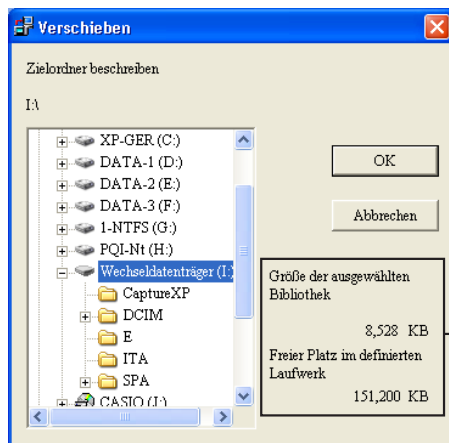 Verschieben
Zielordner beschreiben
I:\
XP-GER (C:)
DATA-1 (D:)
DATA-2 (E:)
DATA-3 (F:)
1-NTFS (G:)
PQI-Nt (H:)
Wechseldatenträger (I:)
CaptureXP
DCIM
E
ITA
SPA
CASIO (J:)
OK
Abbrechen
Größe der ausgewählten
Bibliothek
8,528 KB
Freier Platz im definierten
Laufwerk
151,200 KB